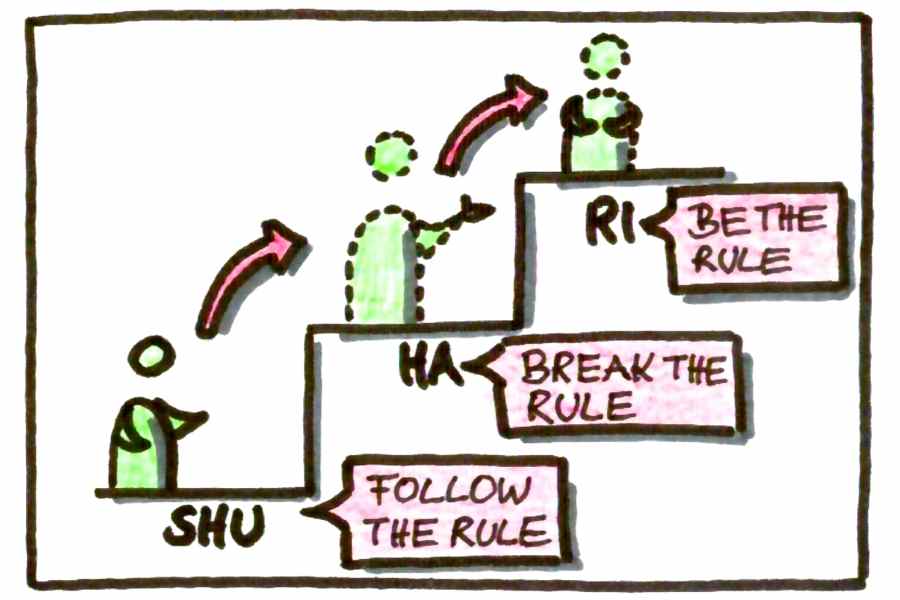 RI
BE THE
RULE
HA
BREAK THE
RULE
SHU
FOLLOW
THE RULE